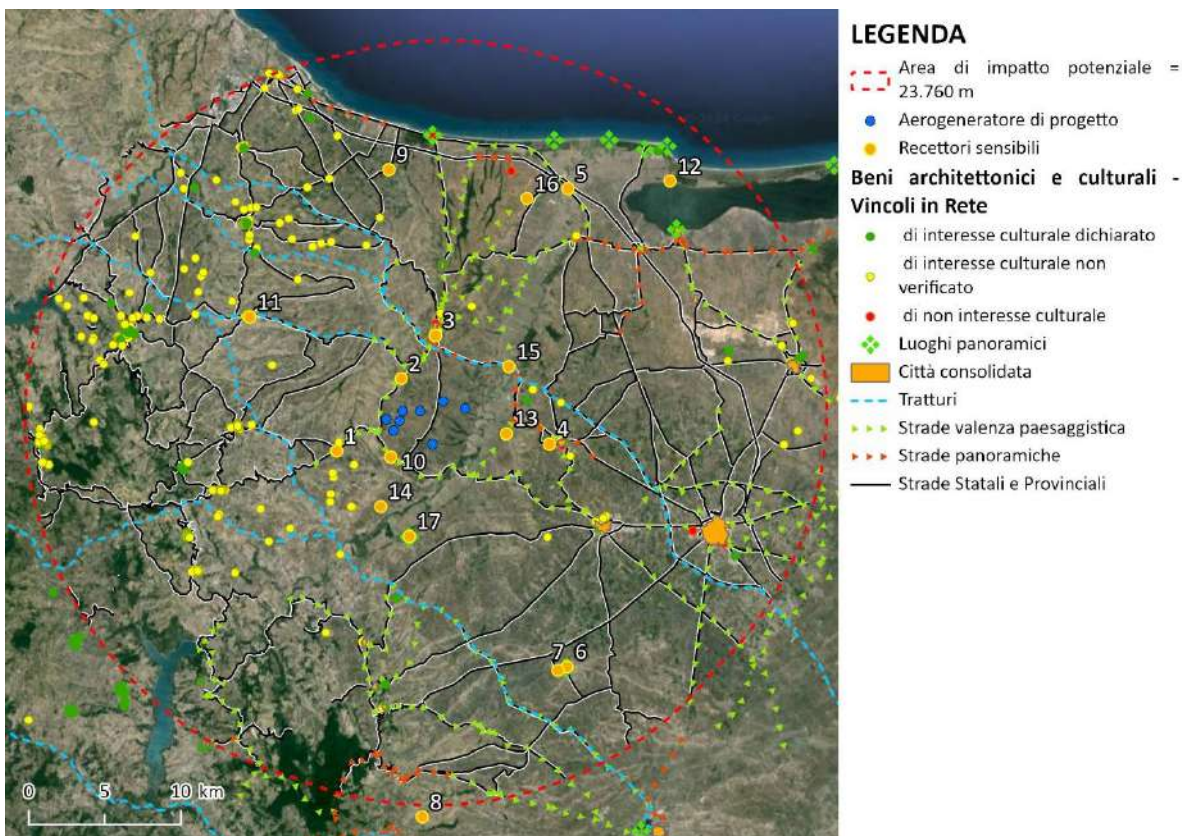 LEGENDA
Area di impatto potenziale =
23.760 m
Aerogeneratore di progetto
Recettori sensibili
Beni architettonici e culturali -
Vincoli in Rete
di interesse culturale dichiarato
di interesse culturale non
verificato
di non interesse culturale
Luoghi panoramici
Città consolidata
Tratturi
Strade valenza paesaggistica
Strade panoramiche
Strade Statali e Provinciali
9
12
5
16
11
3
15
2
13
4
1
10
14
17
7 6
8
0 5 10 km